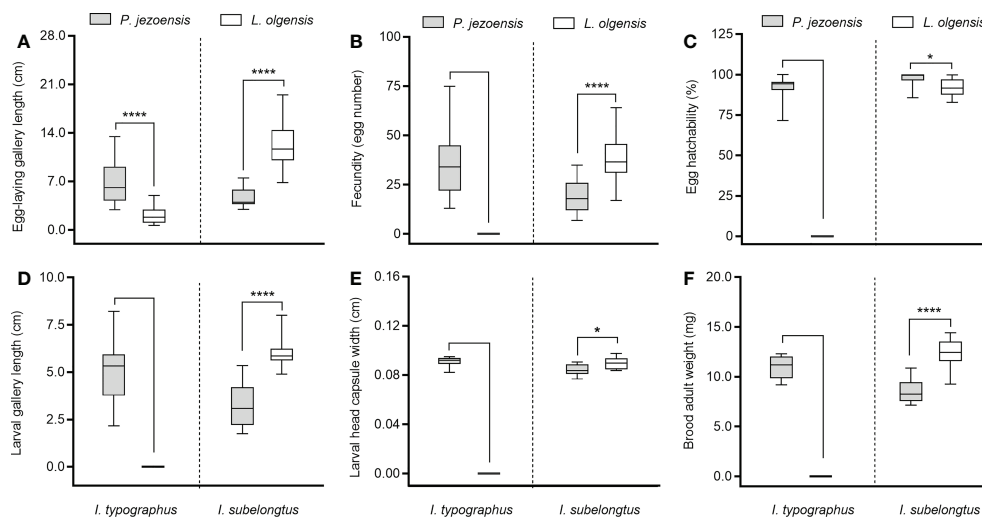 P. jezoensis L. olgensis
P. jezoensis L. olgensis
P. jezoensis L. olgensis
A
28.0
21.0
14.0
7.0
0.0
Egg-laying gallery length (cm)
****
****
B
100
75
50
25
0
Fecundity (egg number)
****
C
125
100
75
50
25
0
Egg hatchability (%)
*
D
10.0
7.5
5.0
2.5
0.0
Larval gallery length (cm)
****
I. typographus I. subelongtus
E
0.16
0.12
0.08
0.04
0.00
Larval head capsule width (cm)
*
I. typographus I. subelongtus
F
20.0
15.0
10.0
5.0
0.0
Brood adult weight (mg)
****
I. typographus I. subelongtus